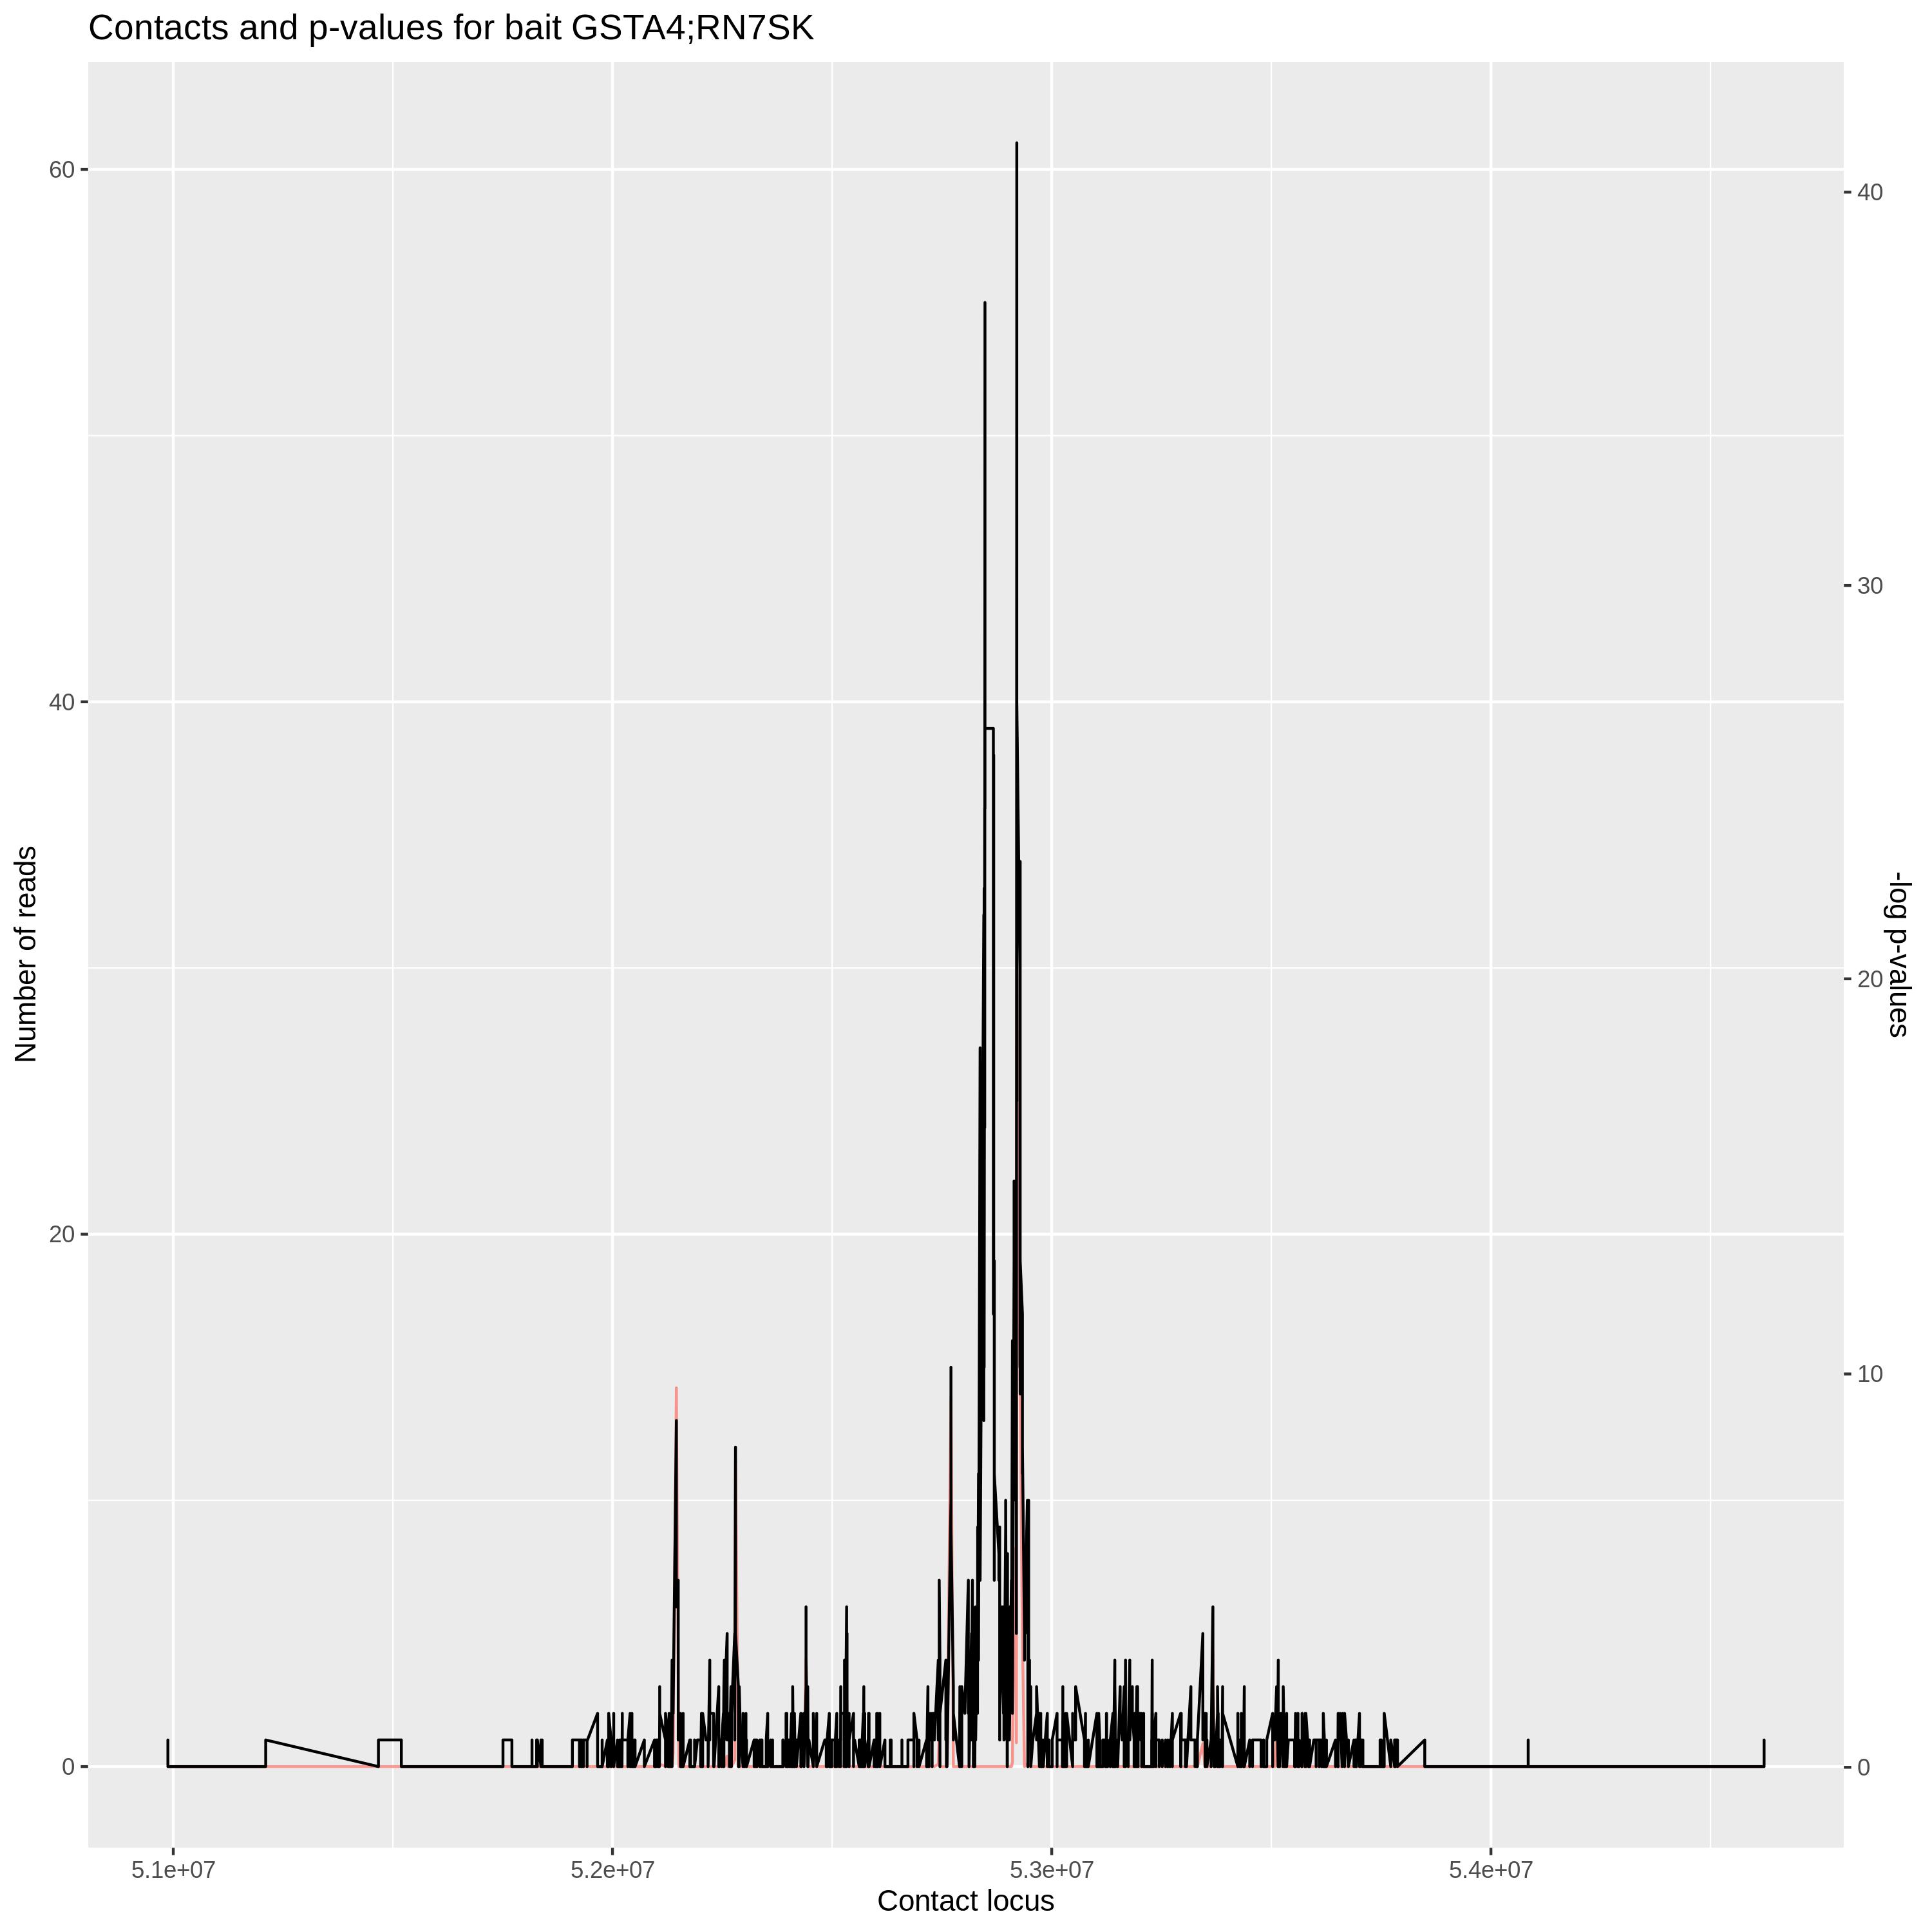 Contacts and p-values for bait GSTA4;RN7SK
60
40
20
0
Number of reads
40
30
20
10
0
-log p-values
5.1e+07 5.2e+07 5.3e+07 5.4e+07
Contact locus